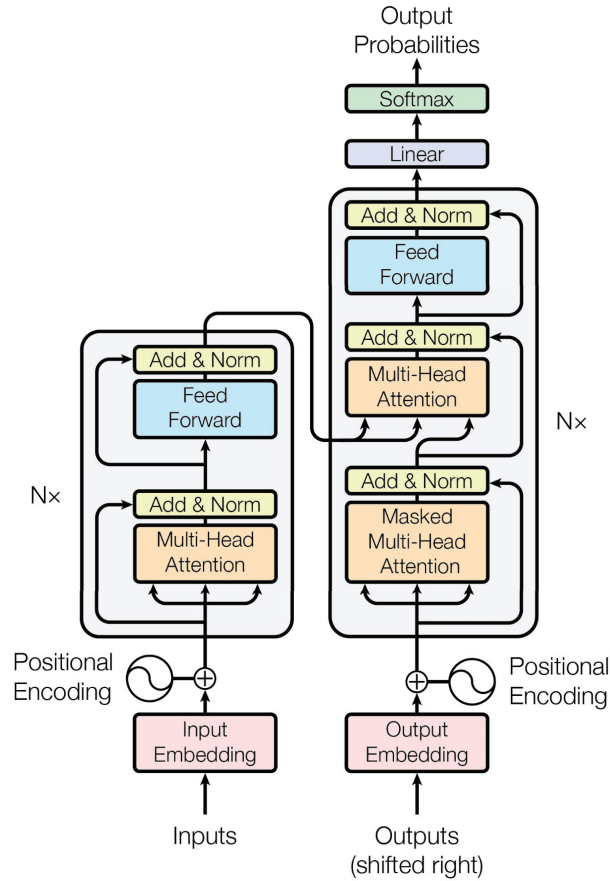 Output
Probabilities
Softmax
Linear
Add & Norm
Feed
Forward
Add & Norm
Multi-Head
Attention
Add & Norm
Masked
Multi-Head
Attention
N×
Add & Norm
Feed
Forward
Add & Norm
Multi-Head
Attention
N×
Positional
Encoding
Positional
Encoding
Input
Embedding
Output
Embedding
Inputs
Outputs
(shifted right)